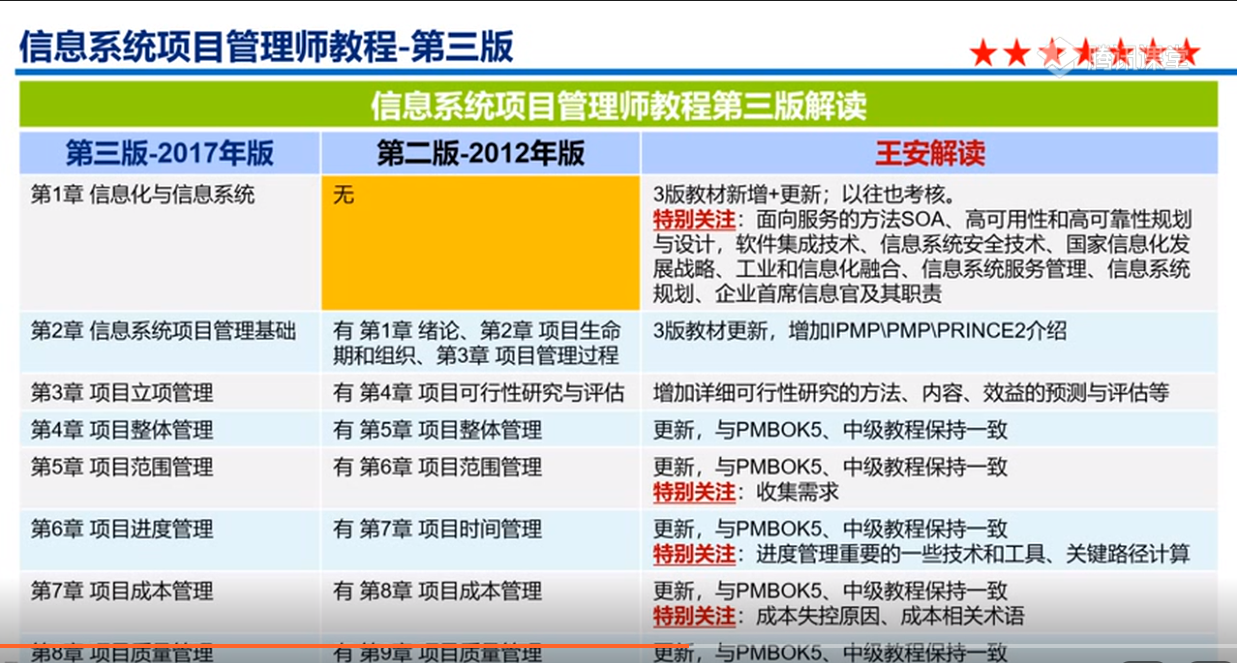 信息系统项目管理师教程-第三版
腾讯课堂
信息系统项目管理师教程第三版解读
第三版-2017年版 第二版-2012年版 王安解读
第1章 信息化与信息系统 无 3版教材新增+更新；以往也考核。
特别关注：面向服务的方法SOA、高可用性和高可靠性规划
与设计，软件集成技术、信息系统安全技术、国家信息化发
展战略、工业和信息化融合、信息系统服务管理、信息系统
规划、企业首席信息官及其职责
第2章 信息系统项目管理基础 有 第1章 绪论、第2章 项目生命 3版教材更新，增加IPMP\PMP\PRINCE2介绍
期和组织、第3章 项目管理过程
第3章 项目立项管理 有 第4章 项目可行性研究与评估 增加详细可行性研究的方法、内容、效益的预测与评估等
第4章 项目整体管理 有 第5章 项目整体管理 更新，与PMBOK5、中级教程保持一致
第5章 项目范围管理 有 第6章 项目范围管理 更新，与PMBOK5、中级教程保持一致
特别关注：收集需求
第6章 项目进度管理 有 第7章 项目时间管理 更新，与PMBOK5、中级教程保持一致
特别关注：进度管理重要的一些技术和工具、关键路径计算
第7章 项目成本管理 有 第8章 项目成本管理 更新，与PMBOK5、中级教程保持一致
特别关注：成本失控原因、成本相关术语
第8章 项目质量管理 有 第9章 项目质量管理 更新，与PMBOK5、中级教程保持一致